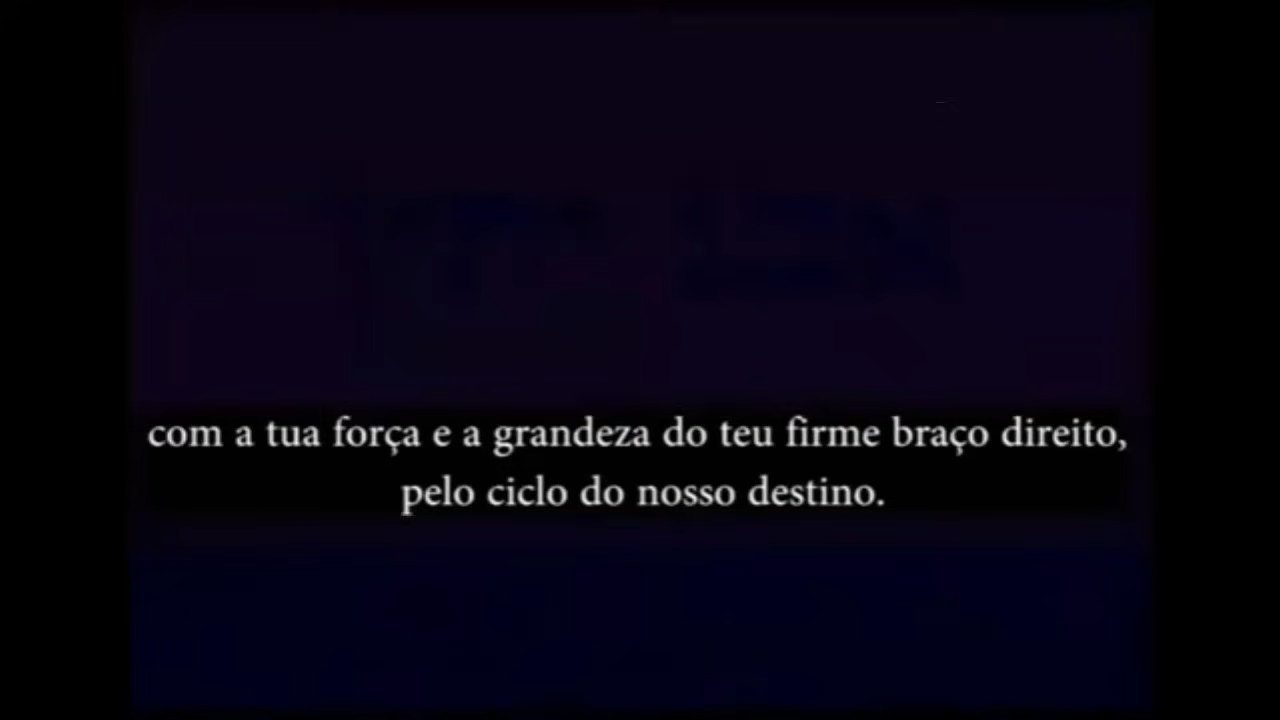 com a tua força e a grandeza do teu firme braço direito,
pelo ciclo do nosso destino.